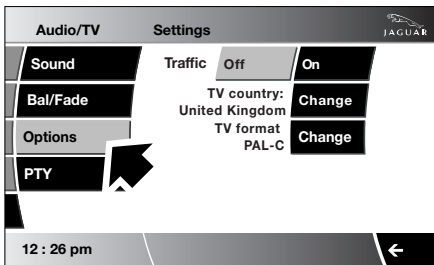 Audio/TV Settings JAGUAR
Sound Traffic Off On
Bal/Fade TV country: United Kingdom Change
Options TV format PAL-C Change
PTY
12 : 26 pm